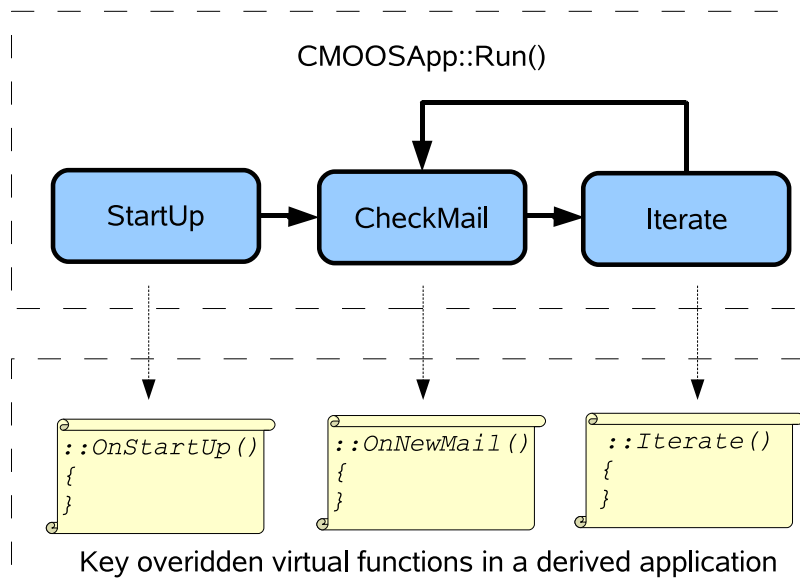 CMOOSApp::Run()
StartUp
CheckMail
Iterate
::OnStartUp()
{
}
::OnNewMail()
{
}
::Iterate()
{
}
Key overidden virtual functions in a derived application